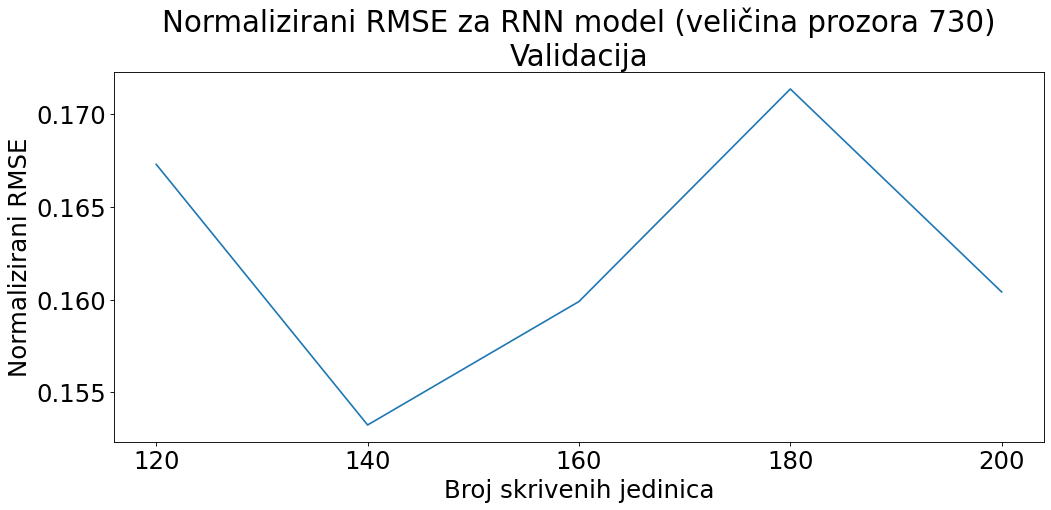 Normalizirani RMSE za RNN model (veličina prozora 730)
Validacija
Normalizirani RMSE
0.170
0.165
0.160
0.155
120 140 160 180 200
Broj skrivenih jedinica